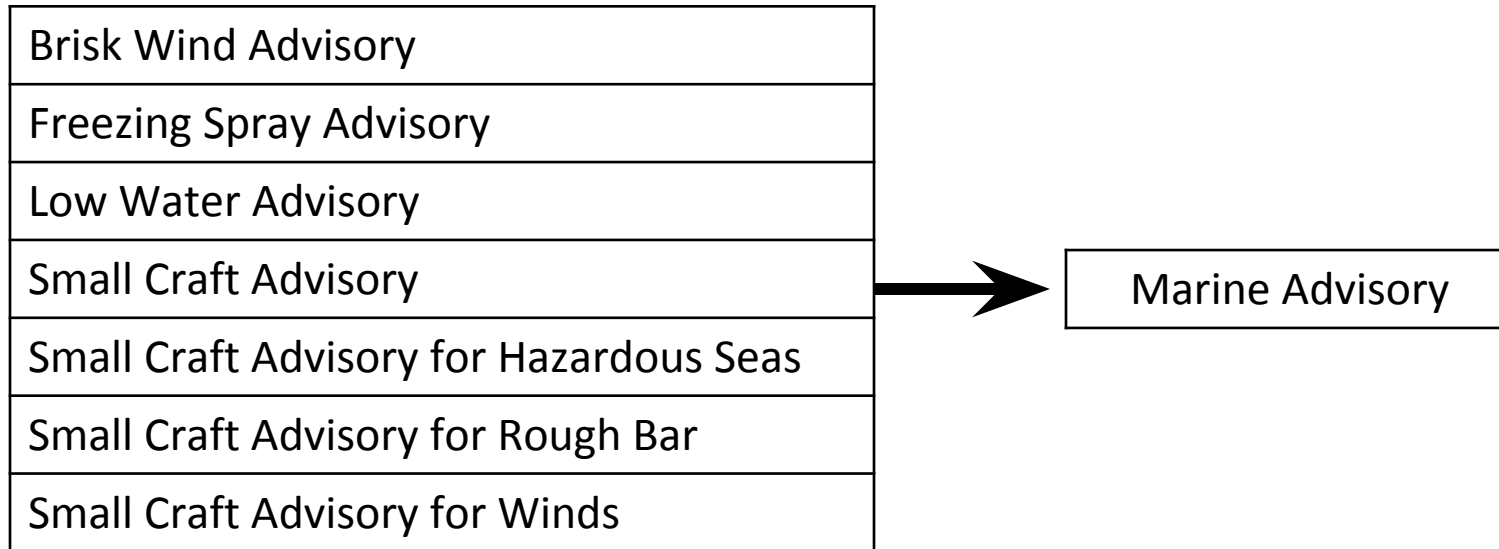 Brisk Wind Advisory
Freezing Spray Advisory
Low Water Advisory
Small Craft Advisory
Small Craft Advisory for Hazardous Seas
Small Craft Advisory for Rough Bar
Small Craft Advisory for Winds
Marine Advisory